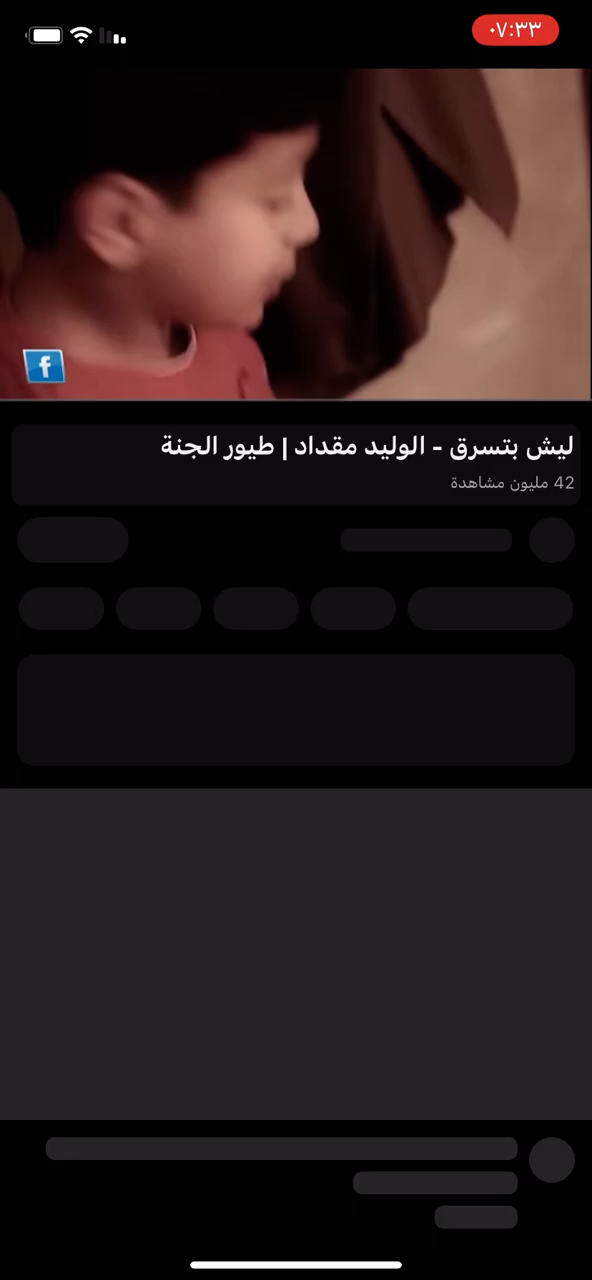 ٠٧:٣٣
f
ليش بتسرق - الوليد مقداد | طيور الجنة
42 مليون مشاهدة